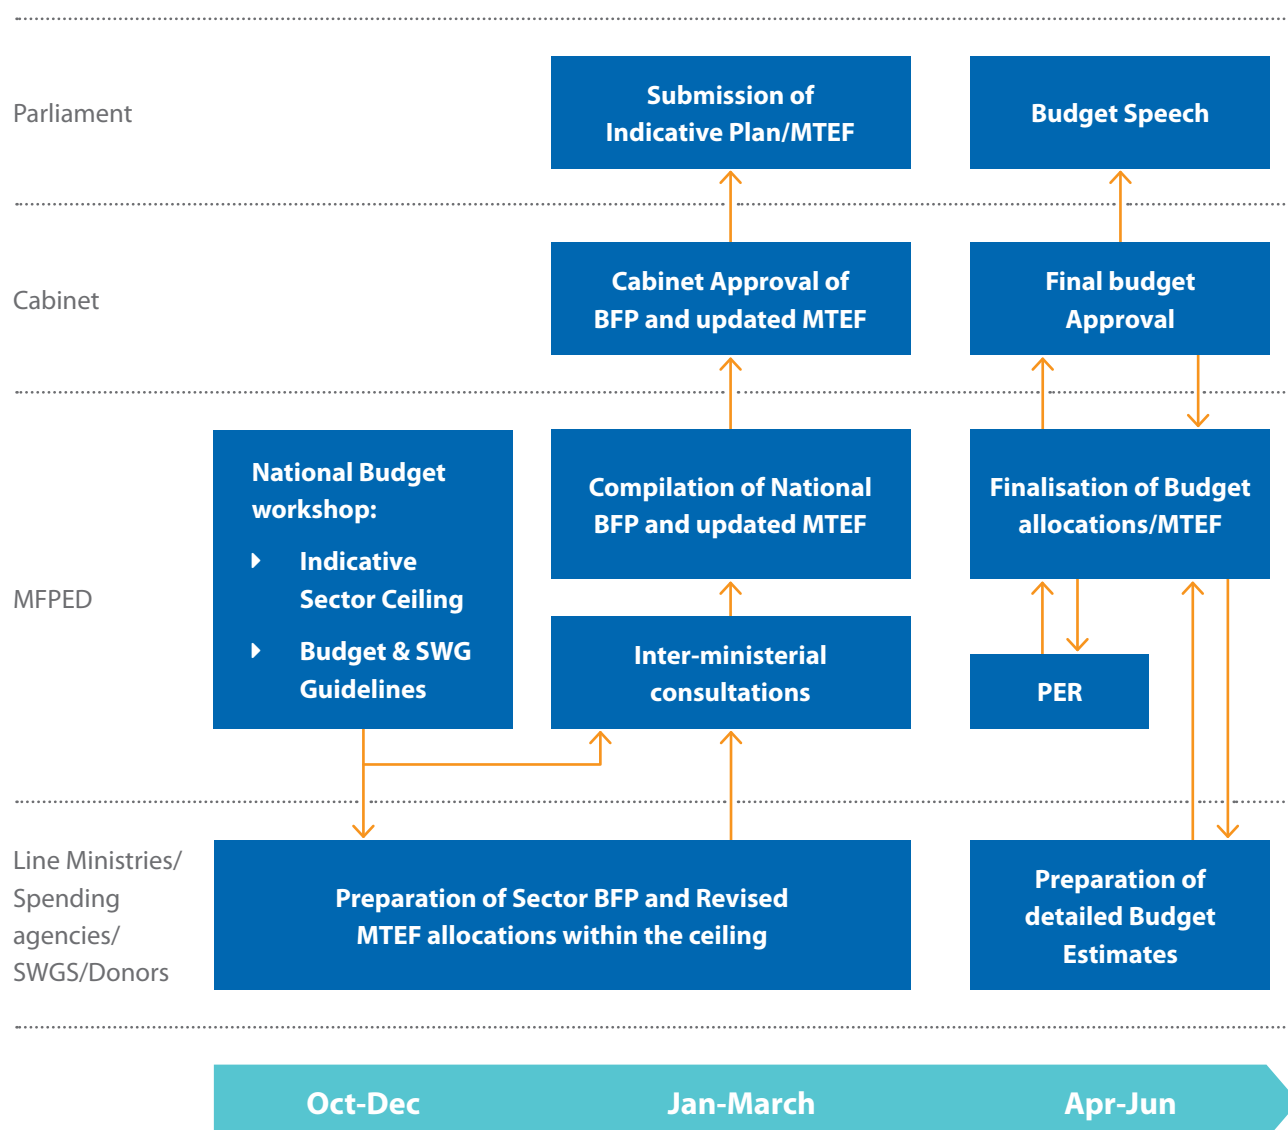 Parliament
Submission of
Indicative Plan/MTEF
Budget Speech
Cabinet
Cabinet Approval of
BFP and updated MTEF
Final budget
Approval
MFPED
National Budget
workshop:
Indicative
Sector Ceiling
Budget & SWG
Guidelines
Compilation of National
BFP and updated MTEF
Inter-ministerial
consultations
Finalisation of Budget
allocations/MTEF
PER
Line Ministries/
Spending
agencies/
SWGS/Donors
Preparation of Sector BFP and Revised
MTEF allocations within the ceiling
Preparation of
detailed Budget
Estimates
Oct-Dec
Jan-March
Apr-Jun